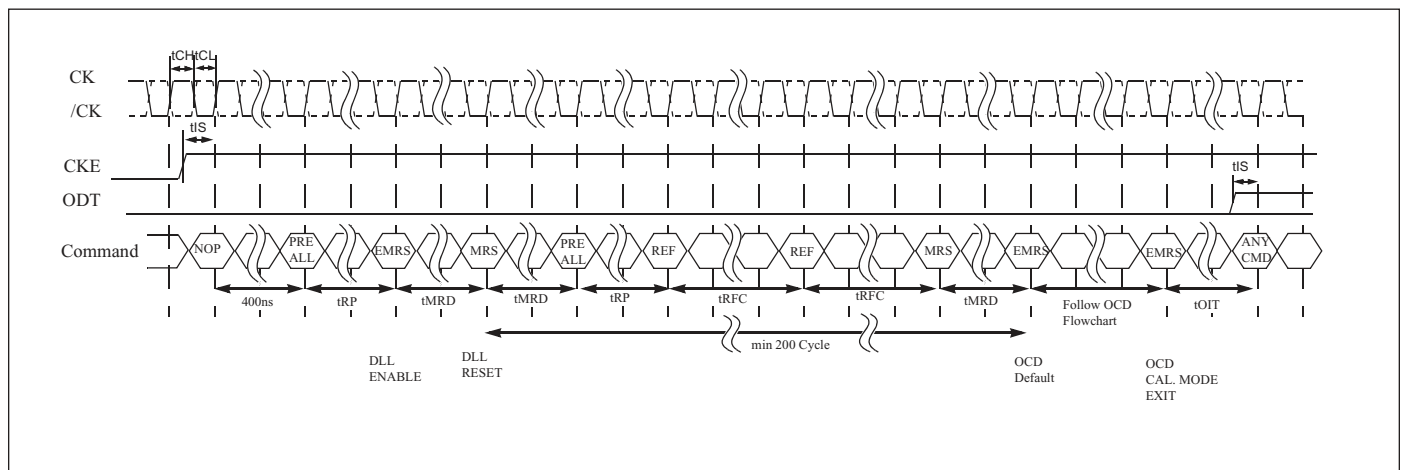 tCH tCL
CK
/CK
tIS
CKE
tIS
ODT
Command
NOP
PRE
ALL
EMRS
MRS
PRE
ALL
REF
REF
MRS
EMRS
EMRS
ANY
CMD
400ns
tRP
tMRD
tMRD
tRP
tRFC
tRFC
tMRD
Follow OCD
Flowchart
tOIT
min 200 Cycle
DLL
ENABLE
DLL
RESET
OCD
Default
OCD
CAL. MODE
EXIT